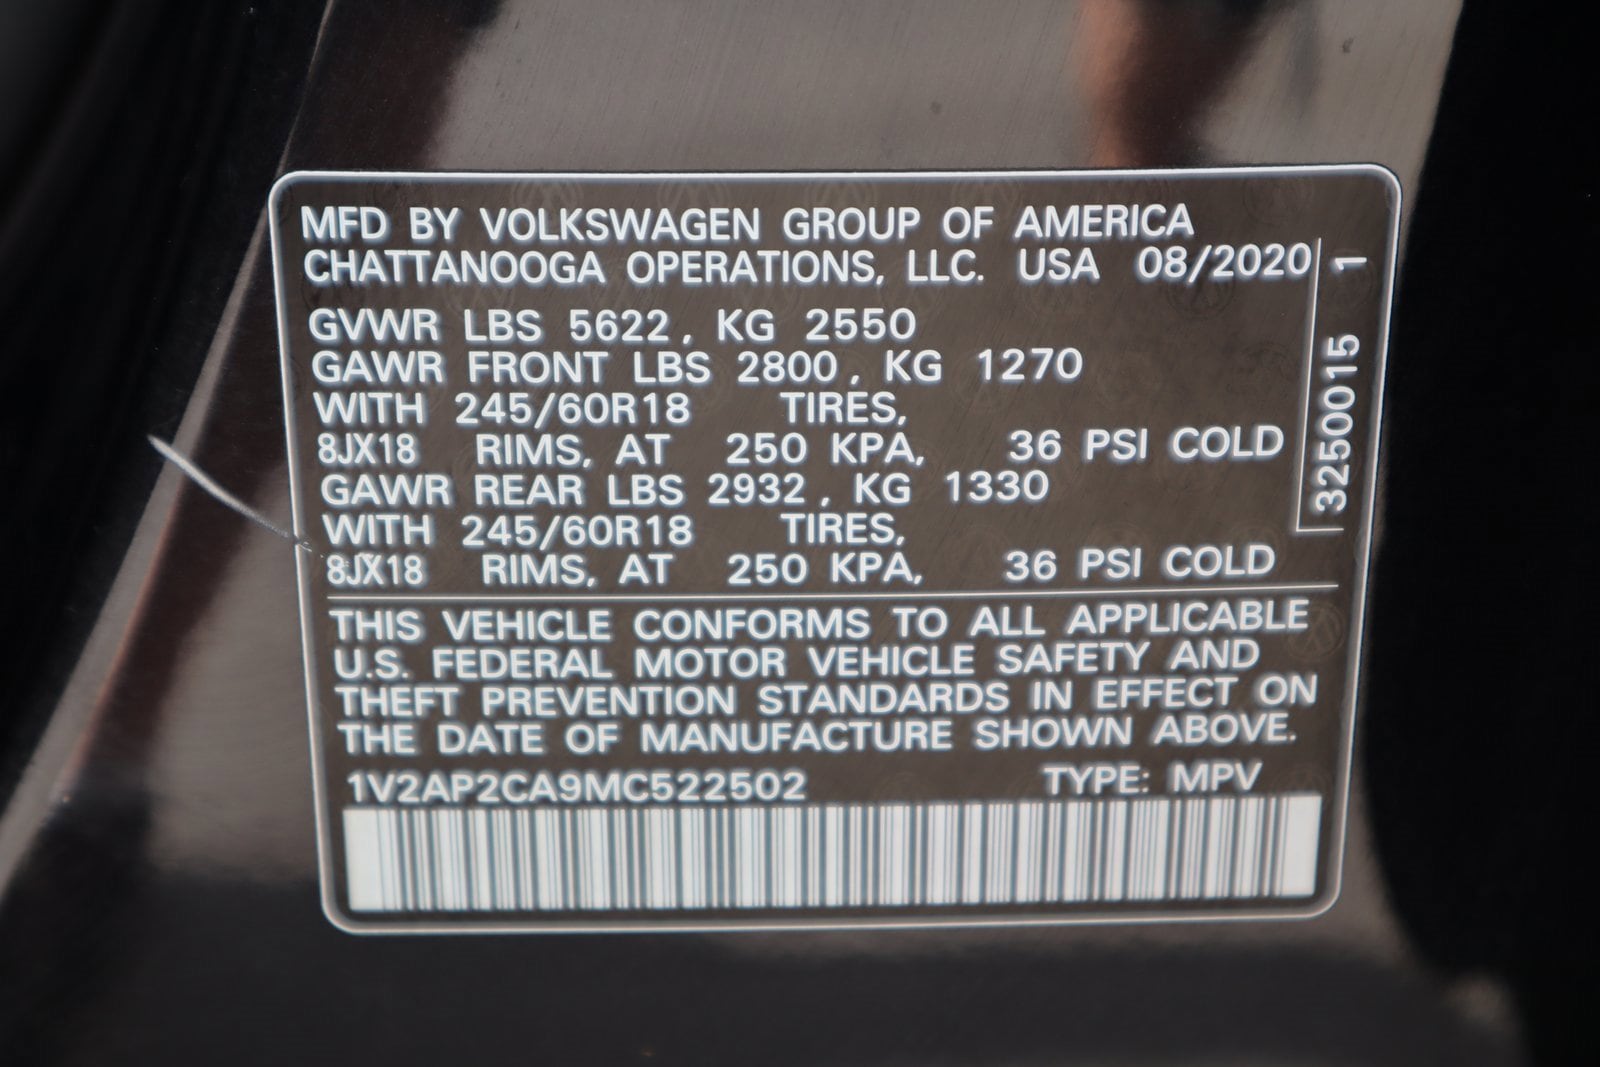 MFD BY VOLKSWAGEN GROUP OF AMERICA
CHATTANOOGA OPERATIONS, LLC. USA 08/2020
GVWR LBS 5622, KG 2550
GAWR FRONT LBS 2800, KG 1270
WITH 245/60R18 TIRES,
8JX18 RIMS, AT 250 KPA, 36 PSI COLD
GAWR REAR LBS 2932, KG 1330
WITH 245/60R18 TIRES,
8JX18 RIMS, AT 250 KPA, 36 PSI COLD
THIS VEHICLE CONFORMS TO ALL APPLICABLE
U.S. FEDERAL MOTOR VEHICLE SAFETY AND
THEFT PREVENTION STANDARDS IN EFFECT ON
THE DATE OF MANUFACTURE SHOWN ABOVE.
1V2AP2CA9MC522502 TYPE: MPV
3250015 1